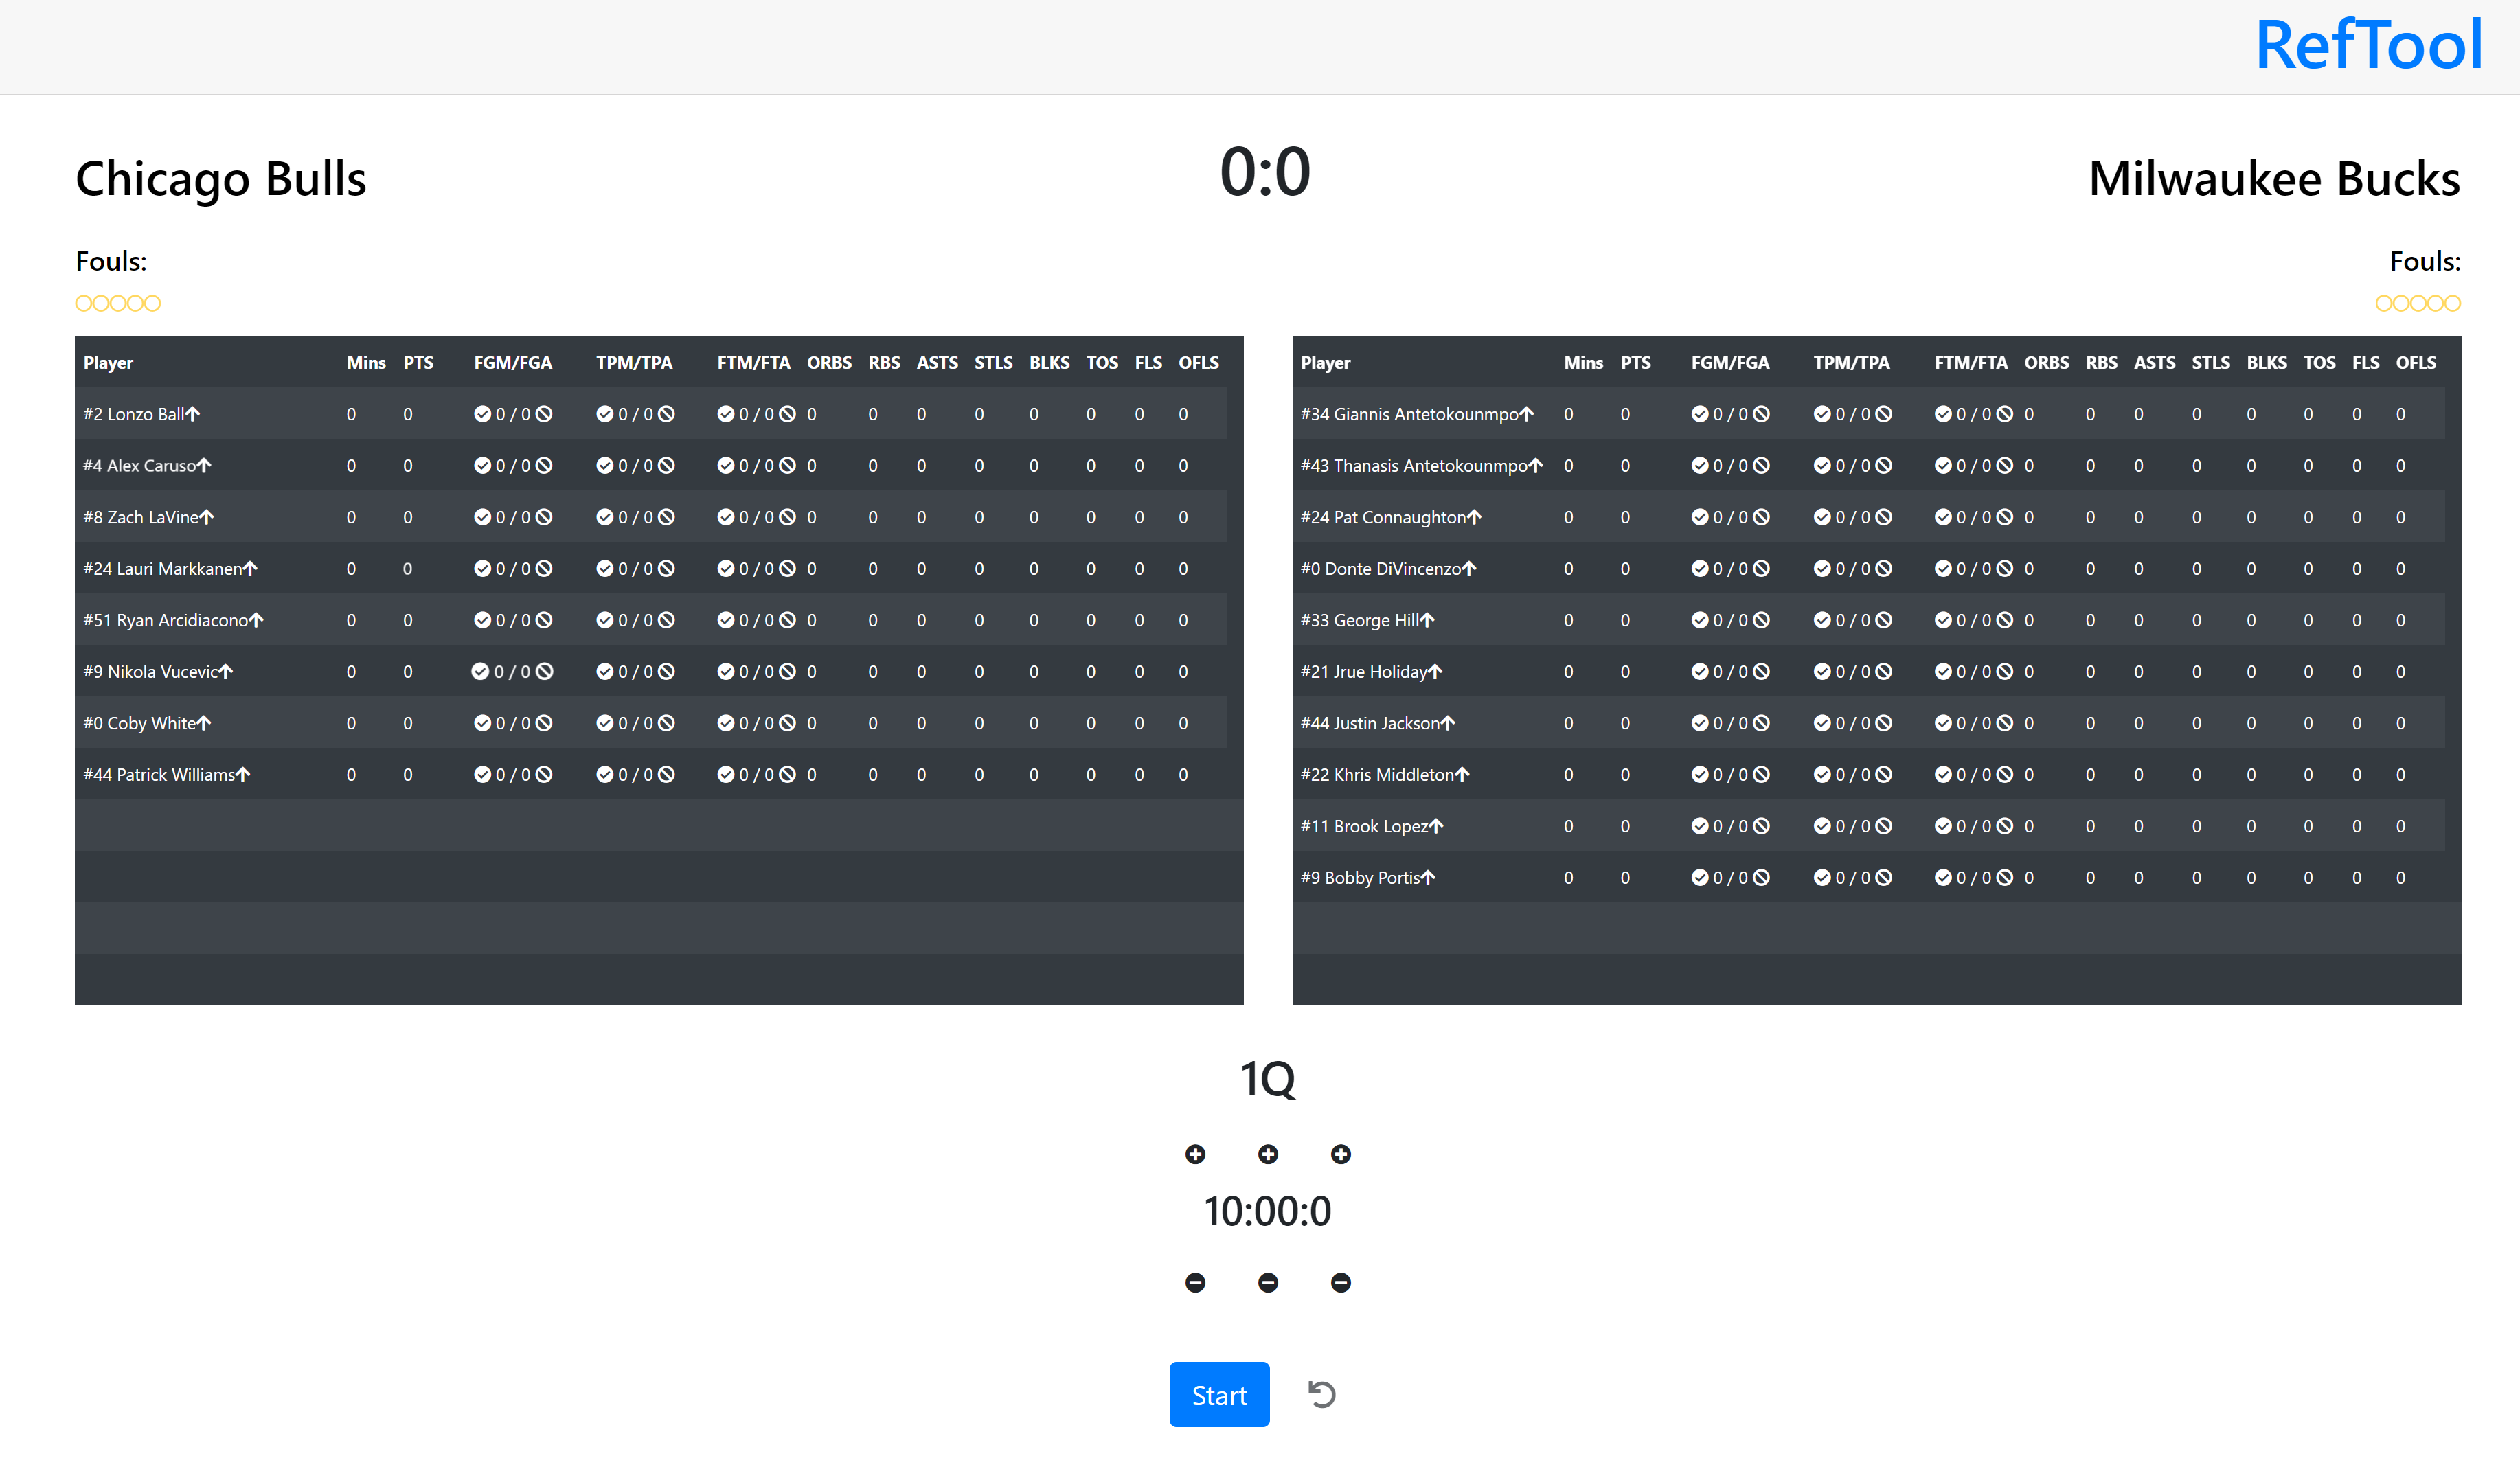 RefTool
Chicago Bulls
0:0
Milwaukee Bucks
Fouls:
Fouls:
Player Mins PTS FGM/FGA TPM/TPA FTM/FTA ORBS RBS ASTS STLS BLKS TOS FLS OFLS
#2 Lonzo Ball 0 0 0 / 0 0 / 0 0 / 0 0 0 0 0 0 0 0 0
#4 Alex Caruso 0 0 0 / 0 0 / 0 0 / 0 0 0 0 0 0 0 0 0
#8 Zach LaVine 0 0 0 / 0 0 / 0 0 / 0 0 0 0 0 0 0 0 0
#24 Lauri Markkanen 0 0 0 / 0 0 / 0 0 / 0 0 0 0 0 0 0 0 0
#51 Ryan Arcidiacono 0 0 0 / 0 0 / 0 0 / 0 0 0 0 0 0 0 0 0
#9 Nikola Vucevic 0 0 0 / 0 0 / 0 0 / 0 0 0 0 0 0 0 0 0
#0 Coby White 0 0 0 / 0 0 / 0 0 / 0 0 0 0 0 0 0 0 0
#44 Patrick Williams 0 0 0 / 0 0 / 0 0 / 0 0 0 0 0 0 0 0 0
Player Mins PTS FGM/FGA TPM/TPA FTM/FTA ORBS RBS ASTS STLS BLKS TOS FLS OFLS
#34 Giannis Antetokounmpo 0 0 0 / 0 0 / 0 0 / 0 0 0 0 0 0 0 0 0
#43 Thanasis Antetokounmpo 0 0 0 / 0 0 / 0 0 / 0 0 0 0 0 0 0 0 0
#24 Pat Connaughton 0 0 0 / 0 0 / 0 0 / 0 0 0 0 0 0 0 0 0
#0 Donte DiVincenzo 0 0 0 / 0 0 / 0 0 / 0 0 0 0 0 0 0 0 0
#33 George Hill 0 0 0 / 0 0 / 0 0 / 0 0 0 0 0 0 0 0 0
#21 Jrue Holiday 0 0 0 / 0 0 / 0 0 / 0 0 0 0 0 0 0 0 0
#44 Justin Jackson 0 0 0 / 0 0 / 0 0 / 0 0 0 0 0 0 0 0 0
#22 Khris Middleton 0 0 0 / 0 0 / 0 0 / 0 0 0 0 0 0 0 0 0
#11 Brook Lopez 0 0 0 / 0 0 / 0 0 / 0 0 0 0 0 0 0 0 0
#9 Bobby Portis 0 0 0 / 0 0 / 0 0 / 0 0 0 0 0 0 0 0 0
1Q
10:00:0
Start